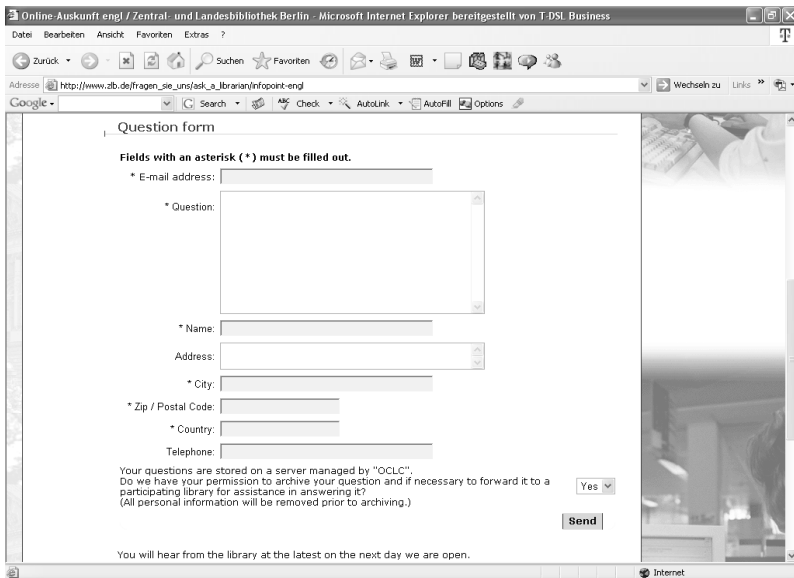 Online-Auskunft engl / Zentral- und Landesbibliothek Berlin - Microsoft Internet Explorer bereitgestellt von T-DSL Business
Datei Bearbeiten Ansicht Favoriten Extras ?
Zurück Suchen Favoriten
Adresse http://www.zlb.de/fragen_sie_uns/ask_a_librarian/infopoint-engl Wechseln zu Links »
Google G Search ABC Check AutoLink AutoFill Options
Question form
Fields with an asterisk (*) must be filled out.
* E-mail address:
* Question:
* Name:
Address:
* City:
* Zip / Postal Code:
* Country:
Telephone:
Your questions are stored on a server managed by "OCLC".
Do we have your permission to archive your question and if necessary to forward it to a
participating library for assistance in answering it?
(All personal information will be removed prior to archiving.)
Yes
Send
You will hear from the library at the latest on the next day we are open.
Internet